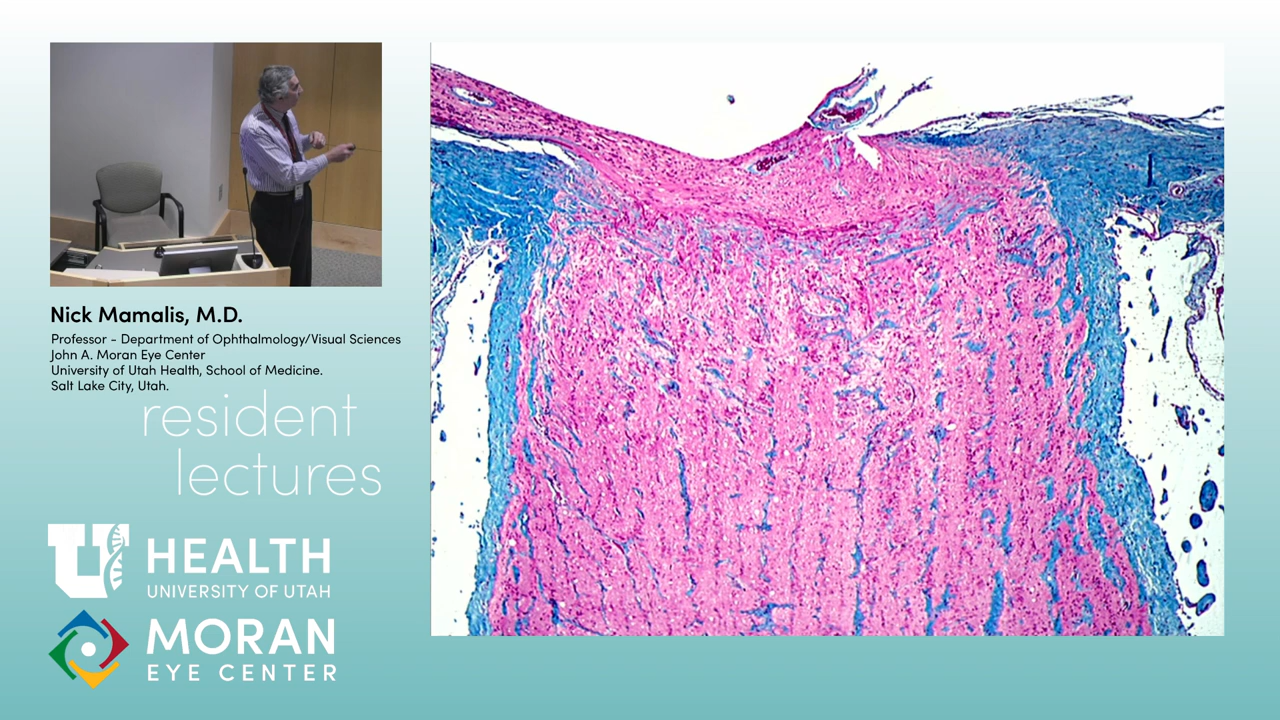 Nick Mamalis, M.D.
Professor - Department of Ophthalmology/Visual Sciences
John A. Moran Eye Center
University of Utah Health, School of Medicine.
Salt Lake City, Utah.
resident
lectures
U HEALTH
UNIVERSITY OF UTAH
MORAN
EYE CENTER